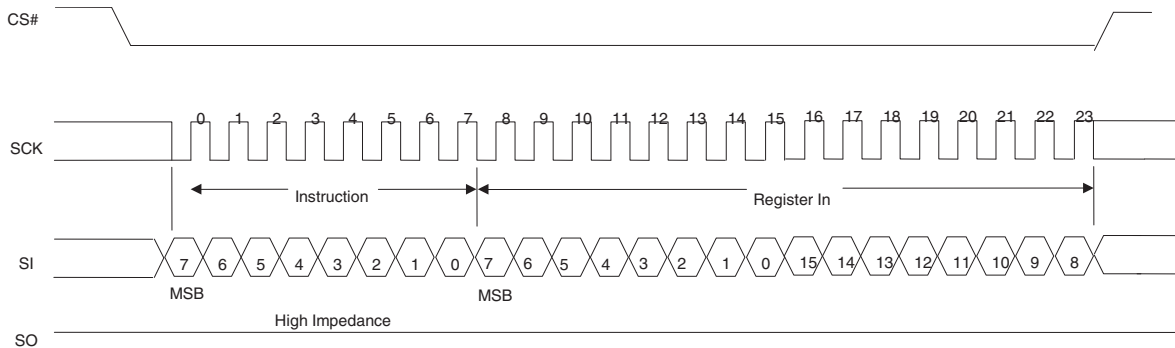 CS#
0 1 2 3 4 5 6 7 8 9 10 11 12 13 14 15 16 17 18 19 20 21 22 23
SCK
Instruction
Register In
SI
7 6 5 4 3 2 1 0 7 6 5 4 3 2 1 0 15 14 13 12 11 10 9 8
MSB
MSB
High Impedance
SO